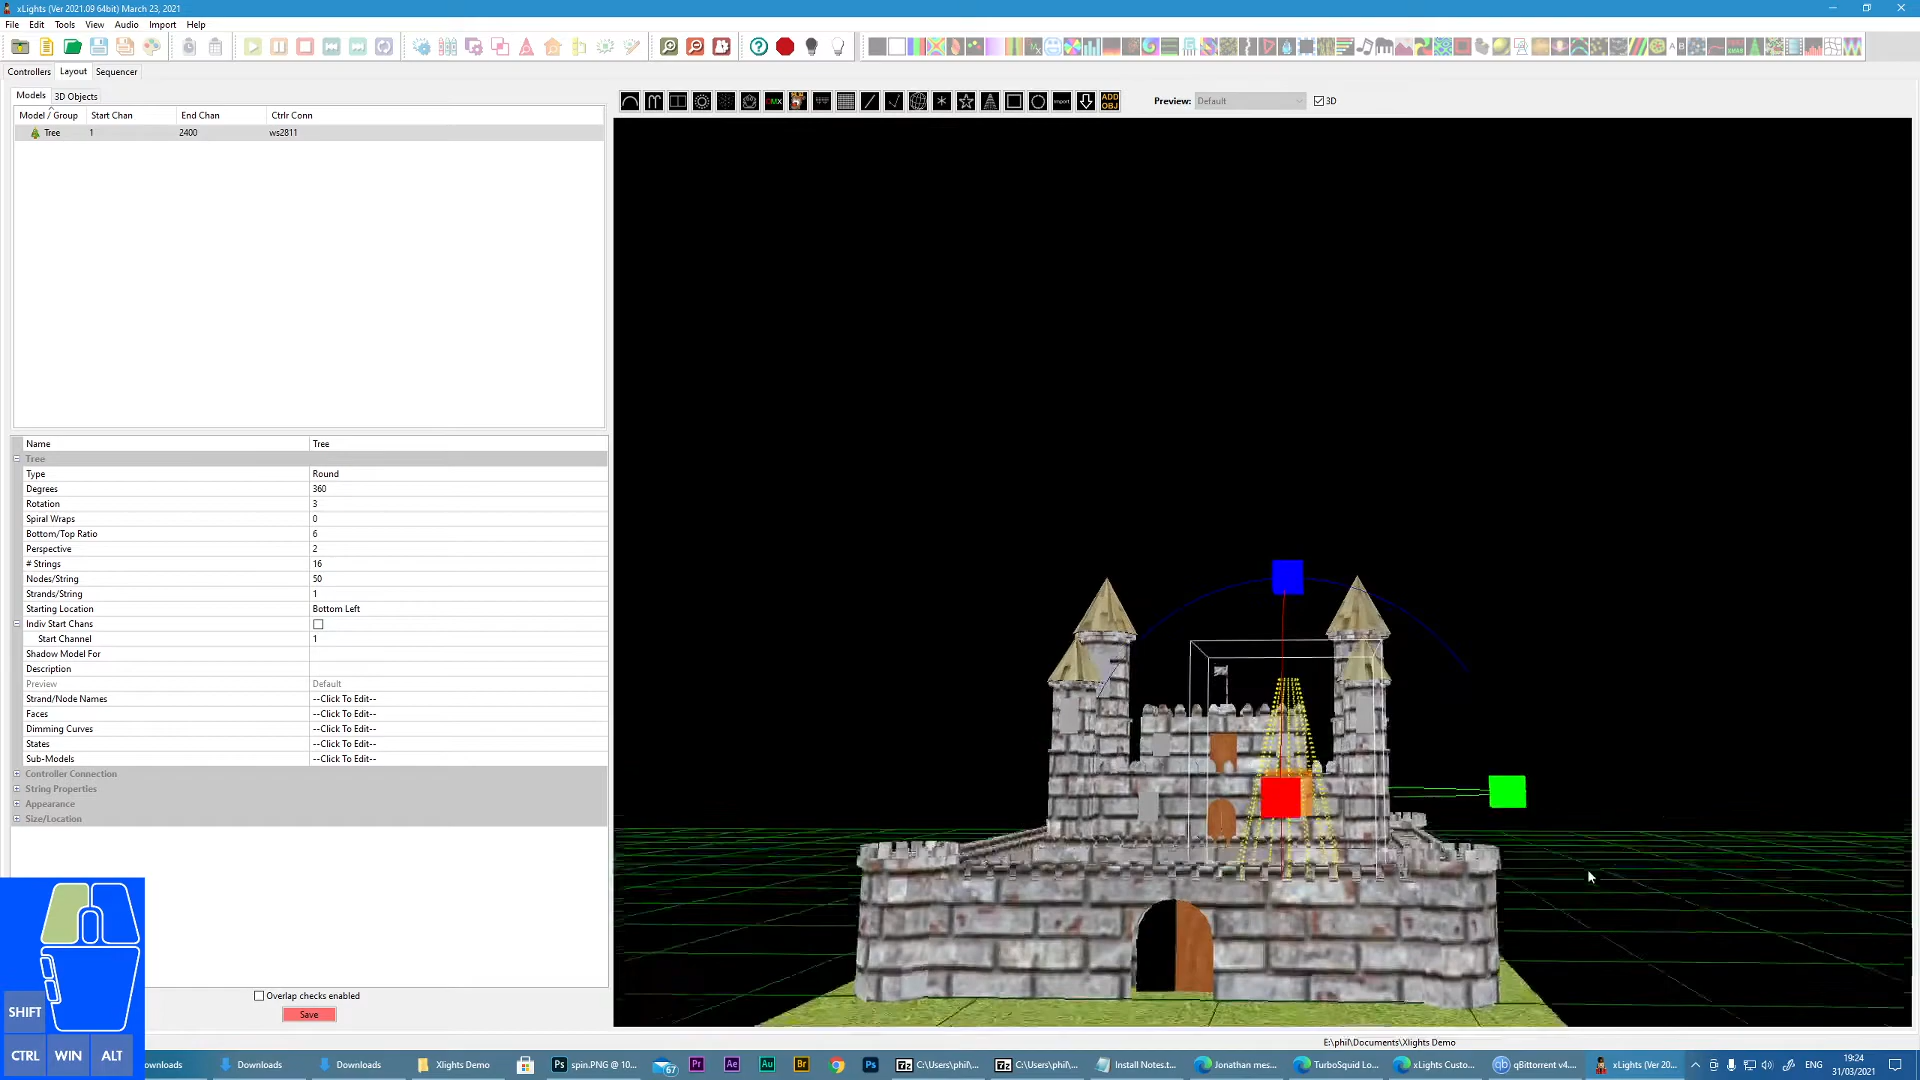 xLights (Ver 2021.09 64bit) March 23, 2021
File Edit Tools View Audio Import Help
Controllers Layout Sequencer
Models 3D Objects
Preview: Default 3D
Model / Group Start Chan End Chan Ctrlr Conn
Tree 1 2400 ws2811
Name Tree
Tree
Type Round
Degrees 360
Rotation 3
Spiral Wraps 0
Bottom/Top Ratio 6
Perspective 2
# Strings 16
Nodes/String 50
Strands/String 1
Starting Location Bottom Left
Indiv Start Chans
Start Channel 1
Shadow Model For
Description
Preview Default
Strand/Node Names --Click To Edit--
Faces --Click To Edit--
Dimming Curves --Click To Edit--
States --Click To Edit--
Sub-Models --Click To Edit--
Controller Connection
String Properties
Appearance
Size/Location
Overlap checks enabled
Save
SHIFT
CTRL WIN ALT
E:\phil\Documents\Xlights Demo
ownloads Downloads Downloads Xlights Demo spin.PNG @ 10... 67 C:\Users\phil\... C:\Users\phil\... Install Notes.t... Jonathan mes... TurboSquid Lo... xLights Custo... qBittorrent v4.... xLights (Ver 20... ENG 19:24
31/03/2021